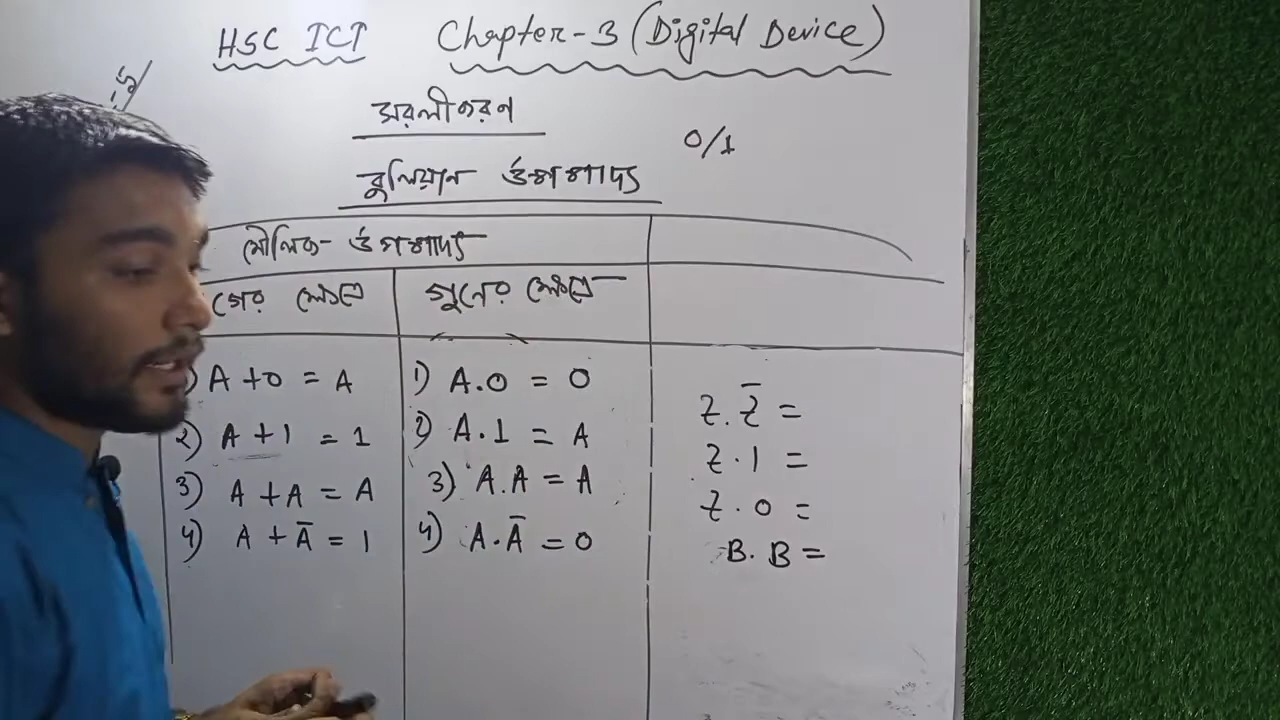 HSC ICT Chapter-3 (Digital Device)
সরলীকরণ
0/1
বুলিয়ান উপপাদ্য
মৌলিক উপপাদ্য
গের ক্ষেত্রে
গুনের ক্ষেত্রে
) A + 0 = A
2) A + 1 = 1
3) A + A = A
4) A + Ā = 1
1) A . 0 = 0
2) A . 1 = A
3) A . A = A
4) A . Ā = 0
Z . Z̄ =
Z . 1 =
Z . 0 =
B . B =